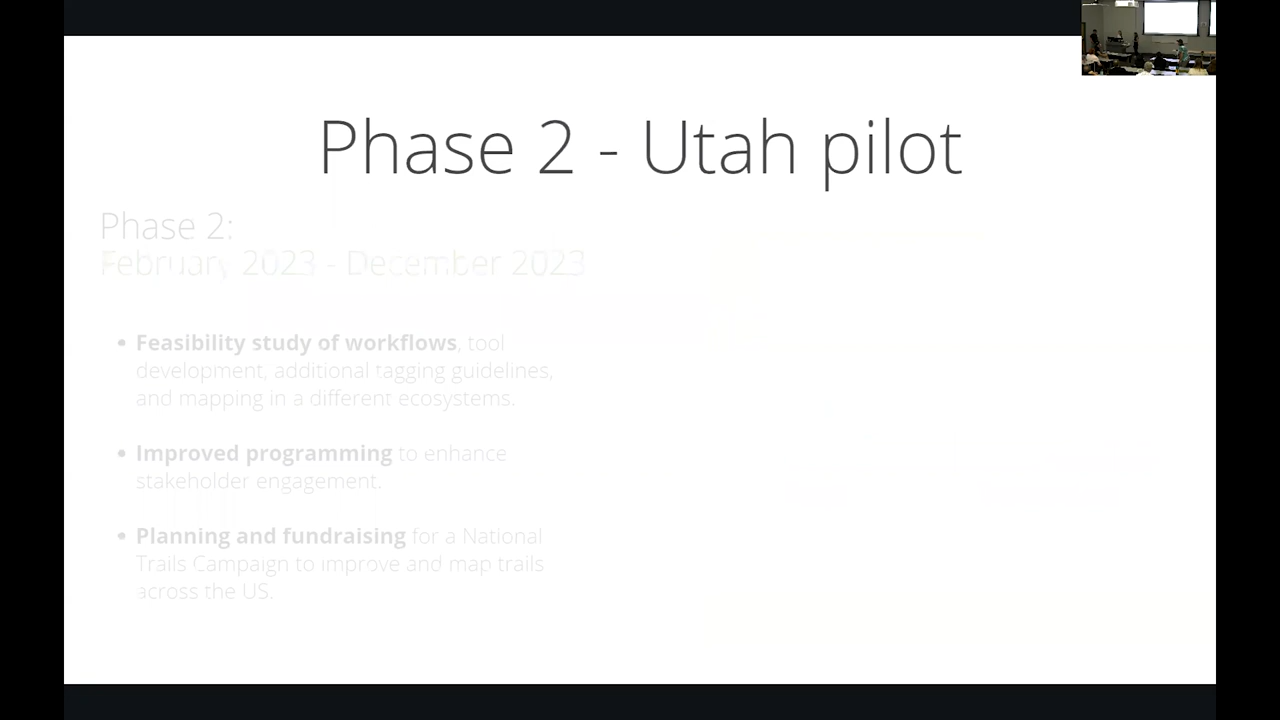 Phase 2 - Utah pilot
Phase 2:
February 2023 - December 2023
• Feasibility study of workflows, tool
development, additional tagging guidelines,
and mapping in a different ecosystems.
• Improved programming to enhance
stakeholder engagement.
• Planning and fundraising for a National
Trails Campaign to improve and map trails
across the US.